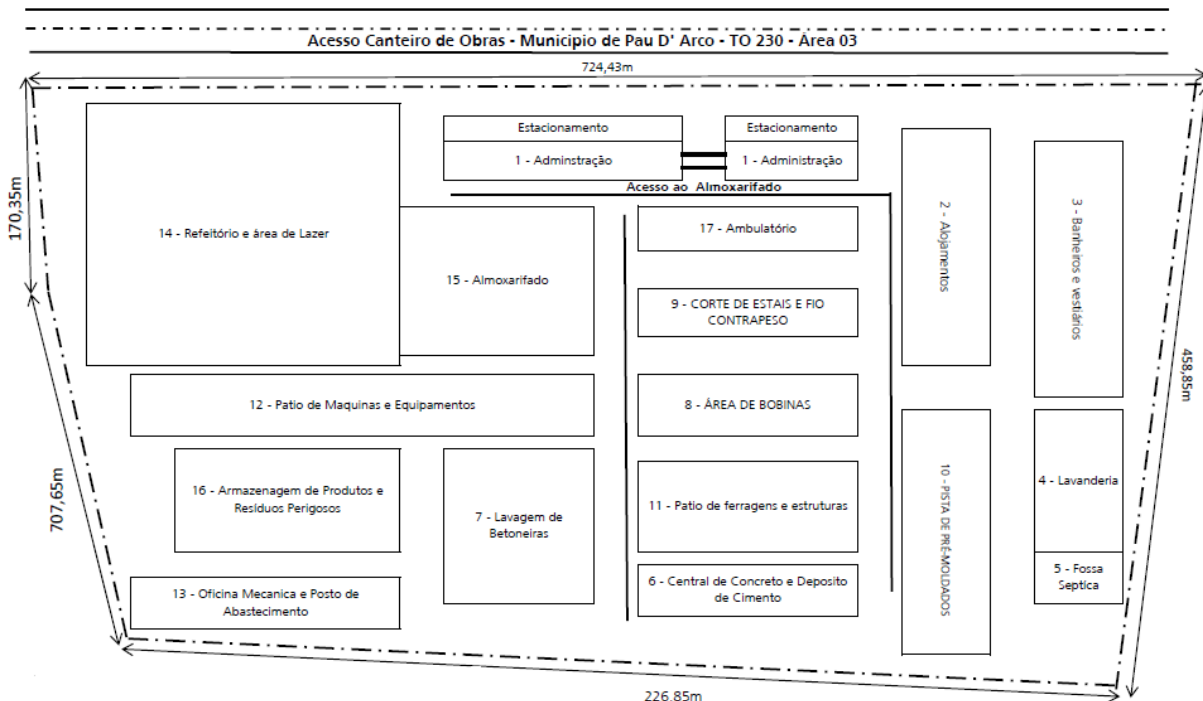 Acesso Canteiro de Obras - Municipio de Pau D' Arco - TO 230 - Área 03
724,43m
170,35m
707,65m
458,85m
226,85m
Estacionamento
1 - Adminstração
Estacionamento
1 - Administração
Acesso ao Almoxarifado
14 - Refeitório e área de Lazer
15 - Almoxarifado
17 - Ambulatório
9 - CORTE DE ESTAIS E FIO
CONTRAPESO
2 - Alojamentos
3 - Banheiros e vestiários
12 - Patio de Maquinas e Equipamentos
8 - ÁREA DE BOBINAS
16 - Armazenagem de Produtos e
Residuos Perigosos
7 - Lavagem de
Betoneiras
11 - Patio de ferragens e estruturas
10 - PISTA DE PRÉ-MOLDADOS
4 - Lavanderia
13 - Oficina Mecanica e Posto de
Abastecimento
6 - Central de Concreto e Deposito
de Cimento
5 - Fossa
Septica